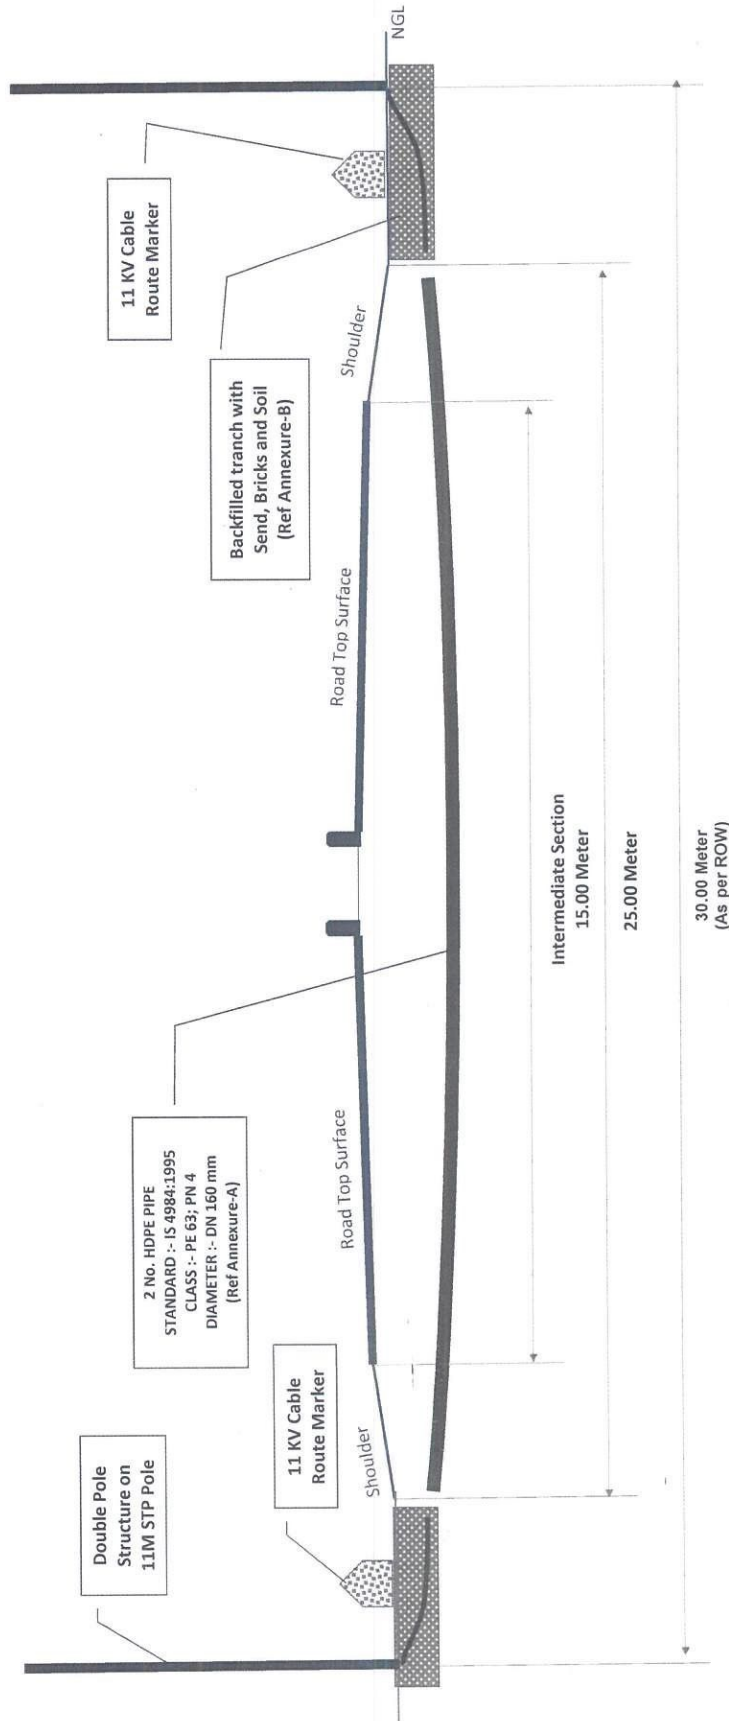 Double Pole
Structure on
11M STP Pole
11 KV Cable
Route Marker
2 No. HDPE PIPE
STANDARD :- IS 4984:1995
CLASS :- PE 63; PN 4
DIAMETER :- DN 160 mm
(Ref Annexure-A)
Backfilled tranch with
Send, Bricks and Soil
(Ref Annexure-B)
11 KV Cable
Route Marker
Shoulder
Road Top Surface
Road Top Surface
Shoulder
NGL
Intermediate Section
15.00 Meter
25.00 Meter
30.00 Meter
(As per ROW)